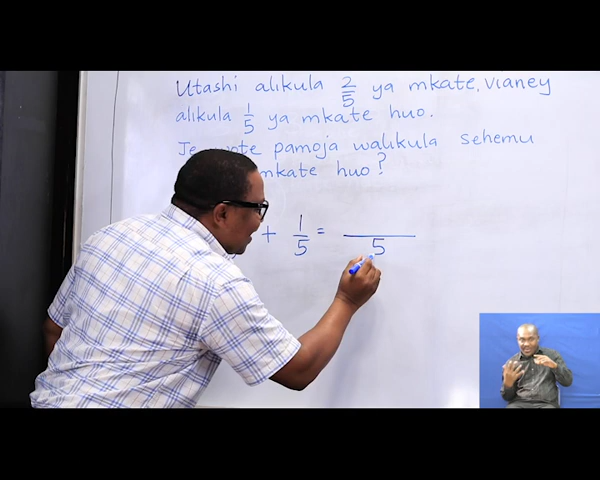 Utashi alikula 2/5 ya mkate, Vianey
alikula 1/5 ya mkate huo.
Je wote pamoja walikula sehemu
mkate huo?
+ 1/5 = __/5